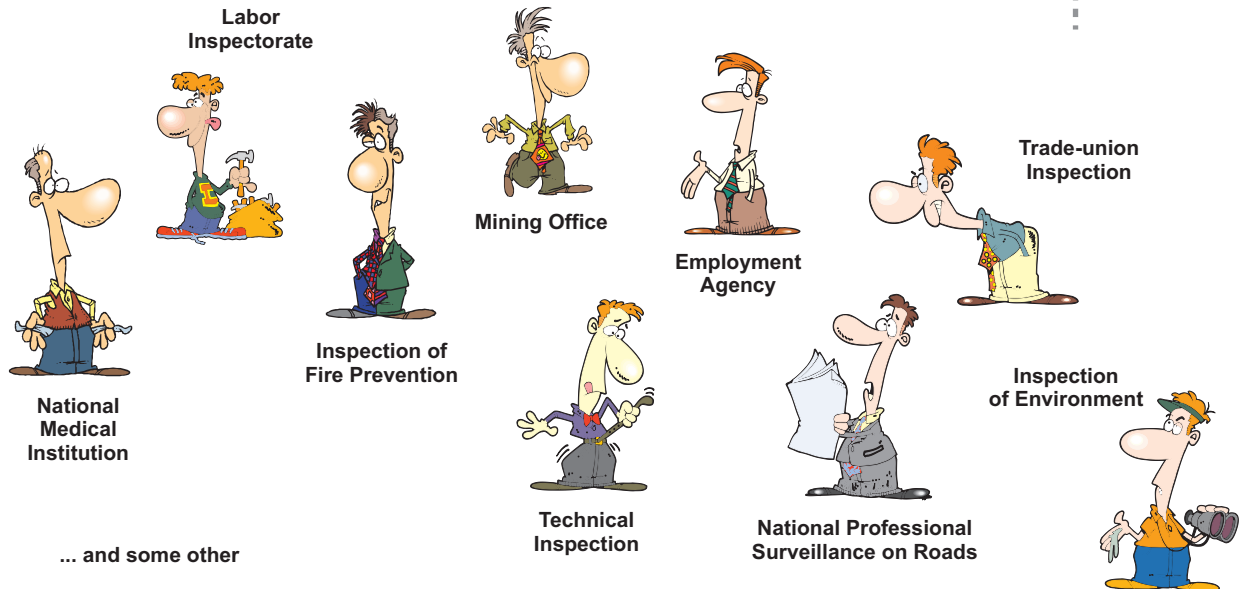 Labor
Inspectorate
Mining Office
Trade-union
Inspection
Employment
Agency
Inspection of
Fire Prevention
Inspection
of Environment
National
Medical
Institution
Technical
Inspection
National Professional
Surveillance on Roads
... and some other